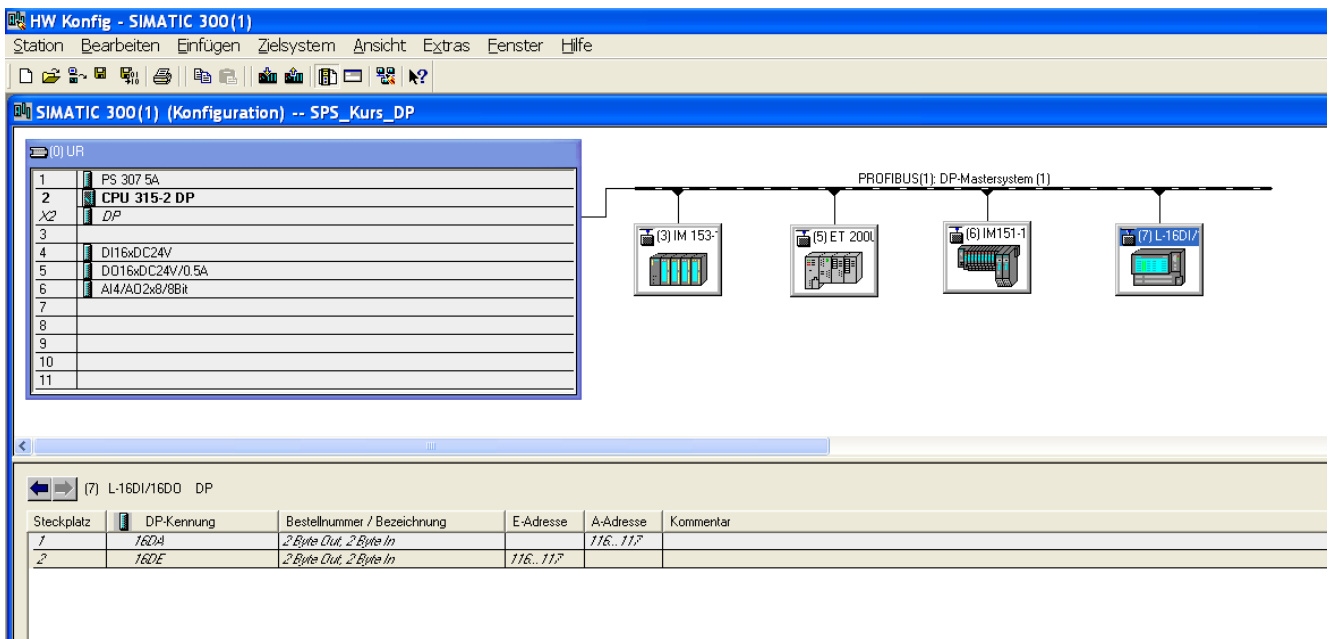 HW Konfig - SIMATIC 300(1)
Station Bearbeiten Einfügen Zielsystem Ansicht Extras Fenster Hilfe
SIMATIC 300(1) (Konfiguration) -- SPS_Kurs_DP
(0) UR
1 PS 307 5A
2 CPU 315-2 DP
X2 DP
3
4 DI16xDC24V
5 DO16xDC24V/0.5A
6 AI4/AO2x8/8Bit
7
8
9
10
11
PROFIBUS(1): DP-Mastersystem (1)
(3) IM 153-
(5) ET 200U
(6) IM151-1
(7) L-16DI/
(7) L-16DI/16DO DP
Steckplatz DP-Kennung Bestellnummer / Bezeichnung E-Adresse A-Adresse Kommentar
1 16DA 2 Byte Out, 2 Byte In 116...117
2 16DE 2 Byte Out, 2 Byte In 116...117